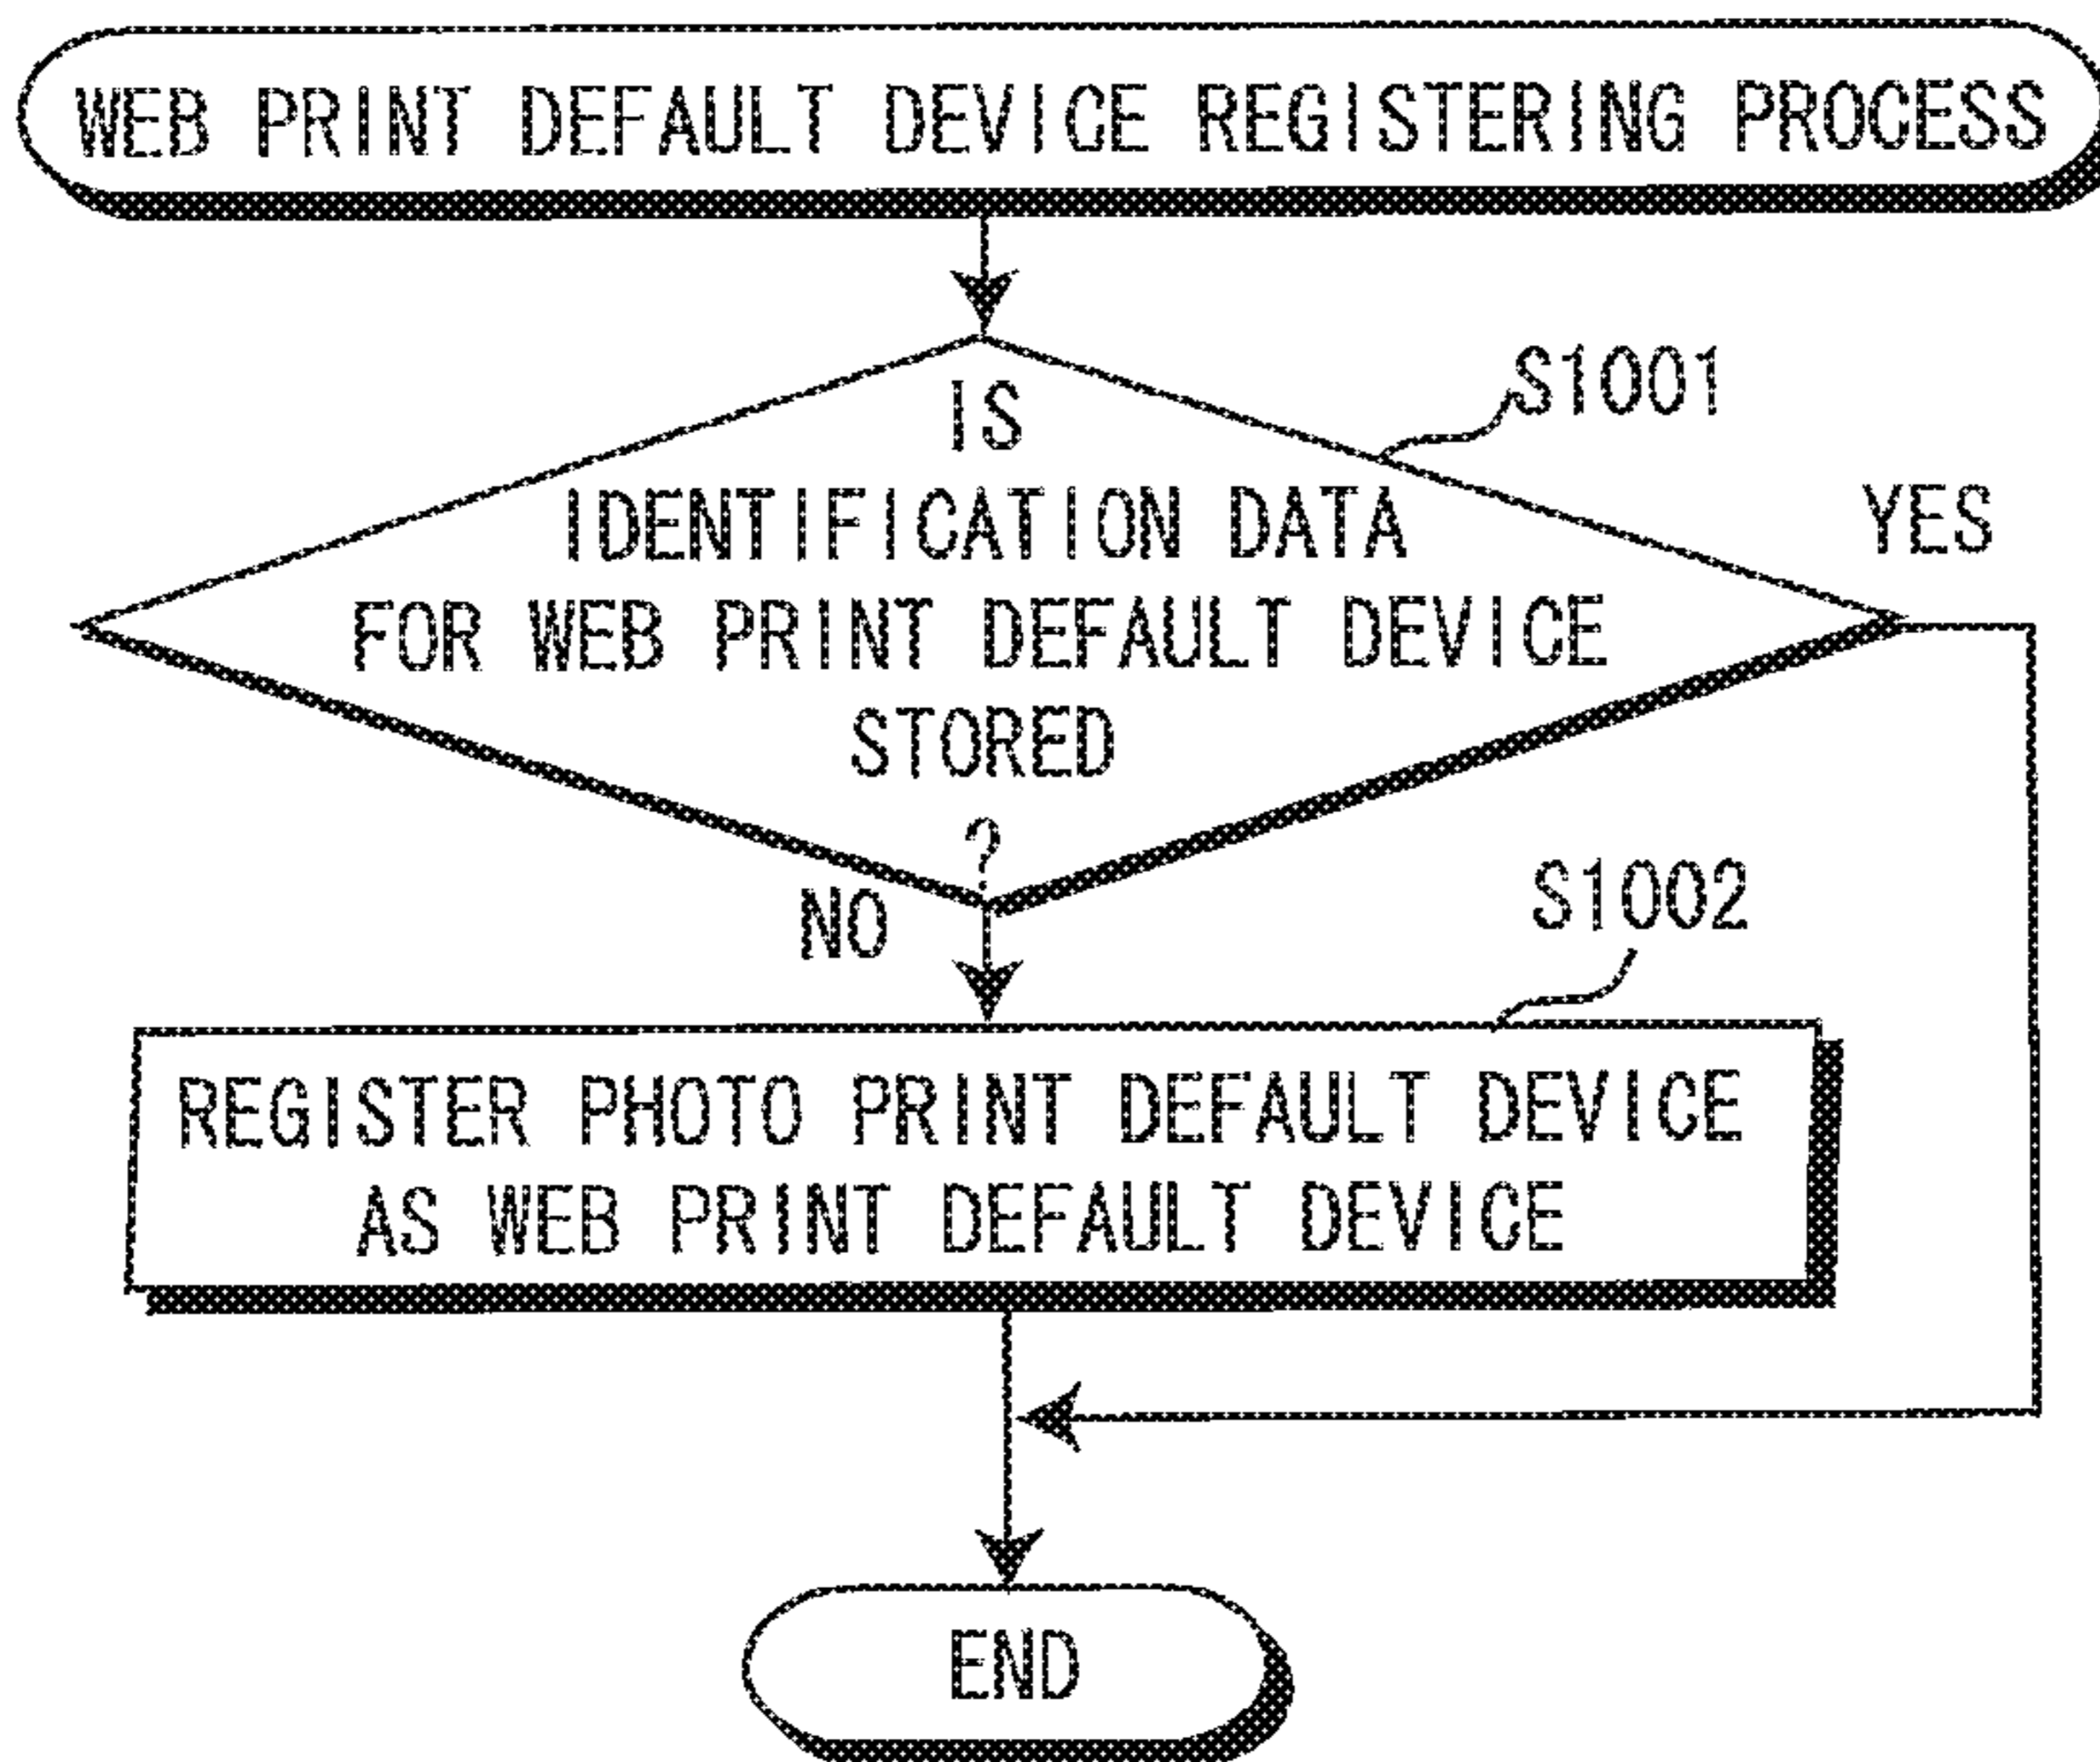 WEB PRINT DEFAULT DEVICE REGISTERING PROCESS
S1001
IS
IDENTIFICATION DATA
YES
FOR WEB PRINT DEFAULT DEVICE
STORED
?
NO
S1002
REGISTER PHOTO PRINT DEFAULT DEVICE
AS WEB PRINT DEFAULT DEVICE
END